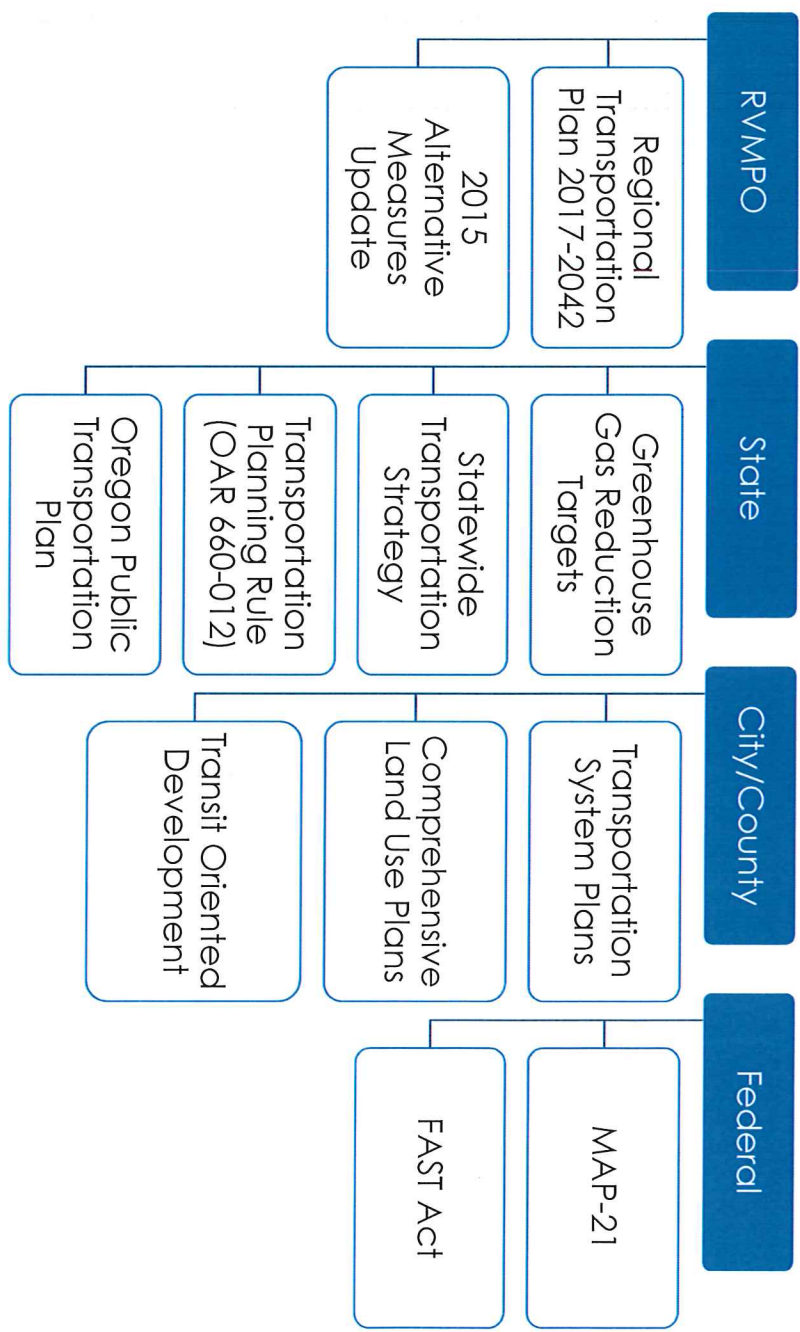 RVMPO
Regional
Transportation
Plan 2017-2042
2015
Alternative
Measures
Update
State
Greenhouse
Gas Reduction
Targets
Statewide
Transportation
Strategy
Transportation
Planning Rule
(OAR 660-012)
Oregon Public
Transportation
Plan
City/County
Transportation
System Plans
Comprehensive
Land Use Plans
Transit Oriented
Development
Federal
MAP-21
FAST Act